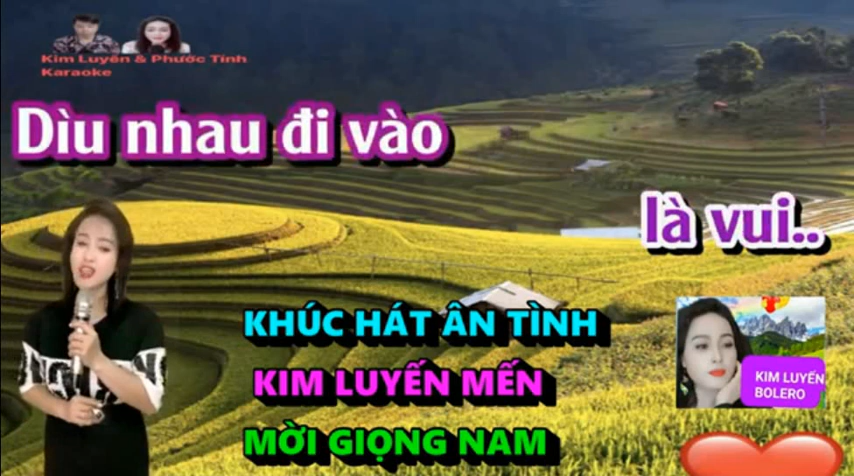 Kim Luyến & Phước Tính
Karaoke
Dìu nhau đi vào
là vui..
KHÚC HÁT ÂN TÌNH
KIM LUYẾN MẾN
MỜI GIỌNG NAM
KIM LUYẾN
BOLERO